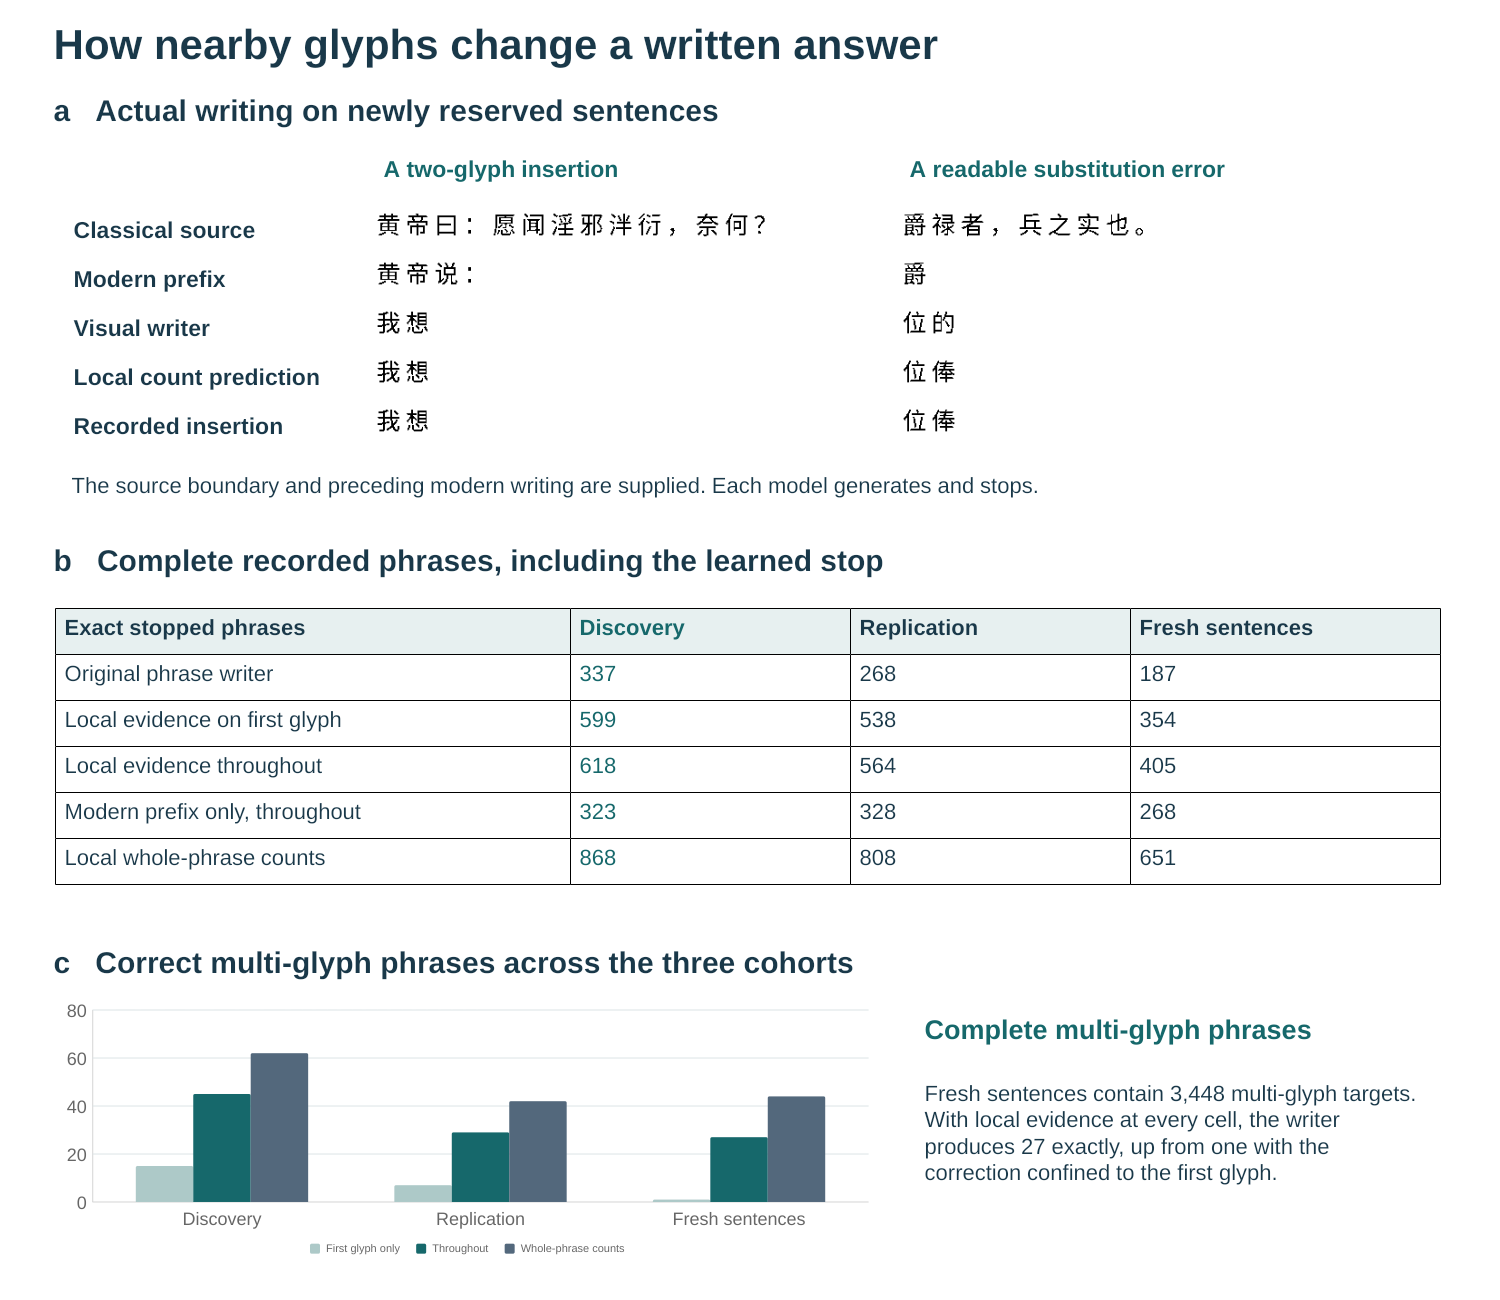 How nearby glyphs change a written answer
a Actual writing on newly reserved sentences
A two-glyph insertion A readable substitution error
Classical source 黄帝曰：愿闻淫邪泮衍，奈何？ 爵禄者，兵之实也。
Modern prefix 黄帝说： 爵
Visual writer 我想 位的
Local count prediction 我想 位俸
Recorded insertion 我想 位俸
The source boundary and preceding modern writing are supplied. Each model generates and stops.
b Complete recorded phrases, including the learned stop
Exact stopped phrases Discovery Replication Fresh sentences
Original phrase writer 337 268 187
Local evidence on first glyph 599 538 354
Local evidence throughout 618 564 405
Modern prefix only, throughout 323 328 268
Local whole-phrase counts 868 808 651
c Correct multi-glyph phrases across the three cohorts
80
60
40
20
0
Discovery Replication Fresh sentences
First glyph only Throughout Whole-phrase counts
Complete multi-glyph phrases
Fresh sentences contain 3,448 multi-glyph targets.
With local evidence at every cell, the writer
produces 27 exactly, up from one with the
correction confined to the first glyph.